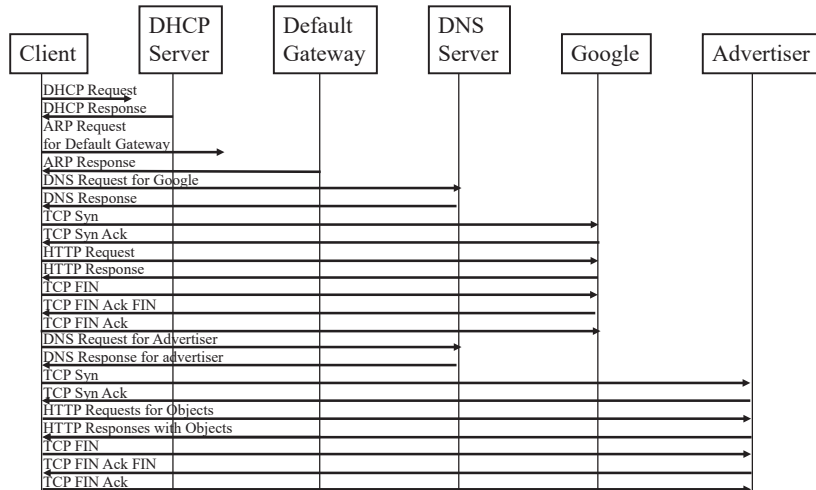 Client
DHCP
Server
Default
Gateway
DNS
Server
Google
Advertiser
DHCP Request
DHCP Response
ARP Request
for Default Gateway
ARP Response
DNS Request for Google
DNS Response
TCP Syn
TCP Syn Ack
HTTP Request
HTTP Response
TCP FIN
TCP FIN Ack FIN
TCP FIN Ack
DNS Request for Advertiser
DNS Response for advertiser
TCP Syn
TCP Syn Ack
HTTP Requests for Objects
HTTP Responses with Objects
TCP FIN
TCP FIN Ack FIN
TCP FIN Ack